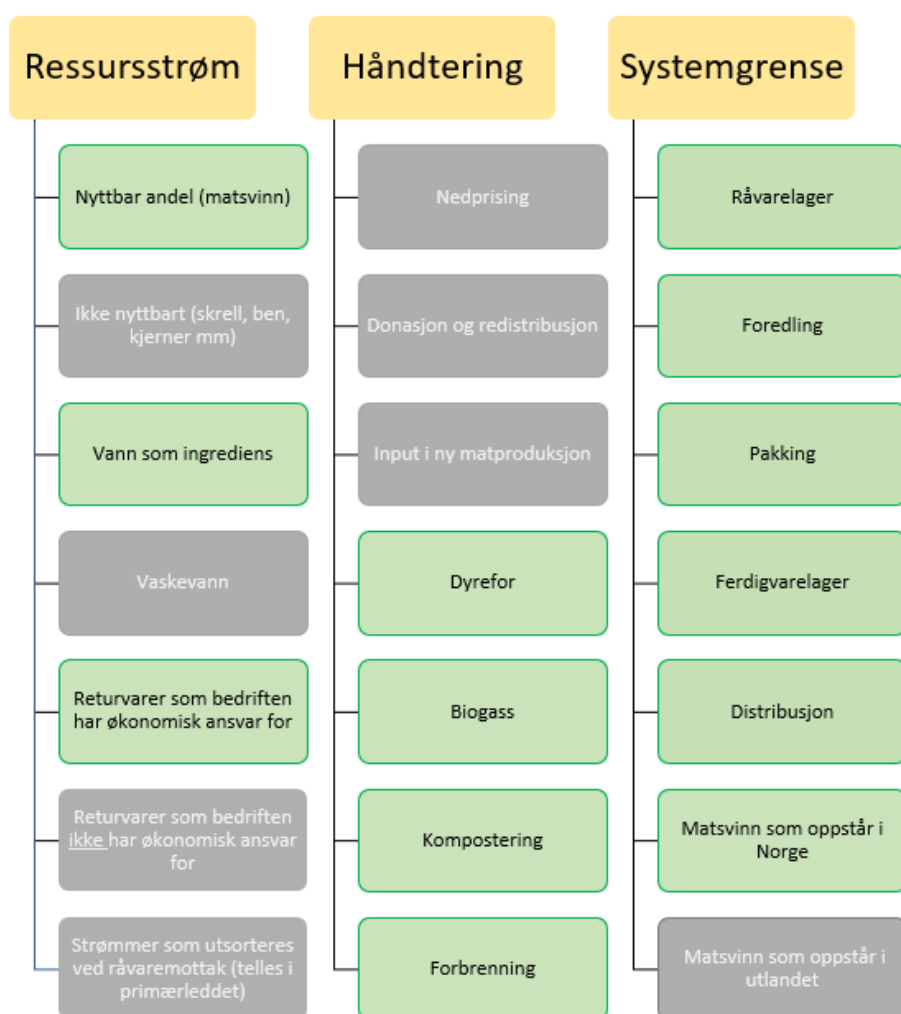 Ressursstrøm
Nyttbar andel (matsvinn)
Ikke nyttbart (skrell, ben,
kjerner mm)
Vann som ingrediens
Vaskevann
Returvarer som bedriften
har økonomisk ansvar for
Returvarer som bedriften
ikke har økonomisk ansvar
for
Strømmer som utsorteres
ved råvaremottak (telles i
primærleddet)
Håndtering
Nedprising
Donasjon og redistribusjon
Input i ny matproduksjon
Dyrefor
Biogass
Kompostering
Forbrenning
Systemgrense
Råvarelager
Foredling
Pakking
Ferdigvarelager
Distribusjon
Matsvinn som oppstår i
Norge
Matsvinn som oppstår i
utlandet